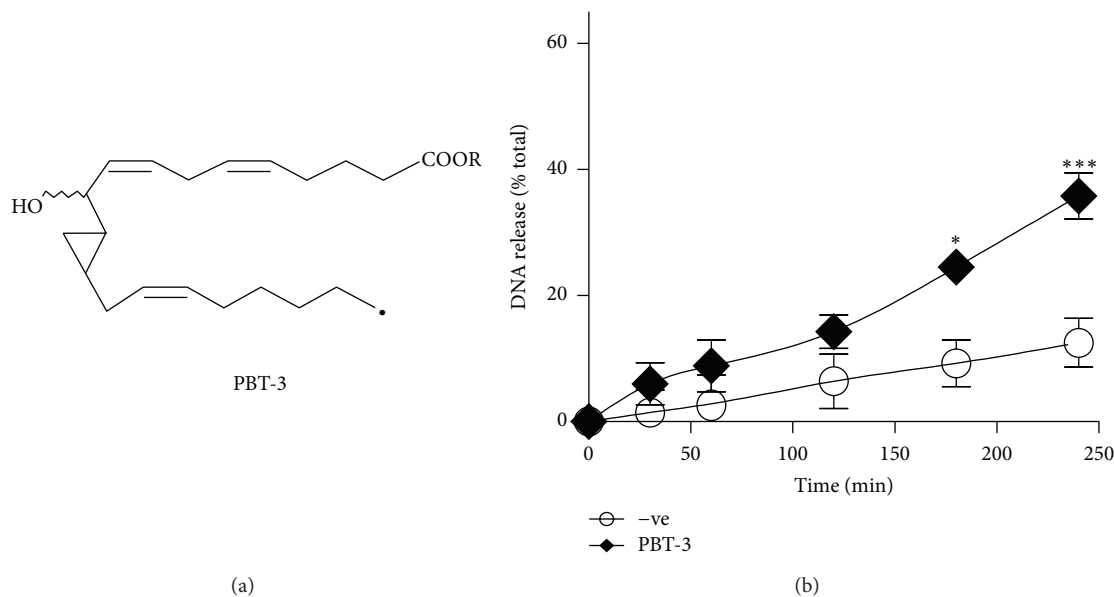 COOR
HO
PBT-3
(a)
DNA release (% total)
60
40
20
0
***
*
0 50 100 150 200 250
Time (min)
−ve
PBT-3
(b)